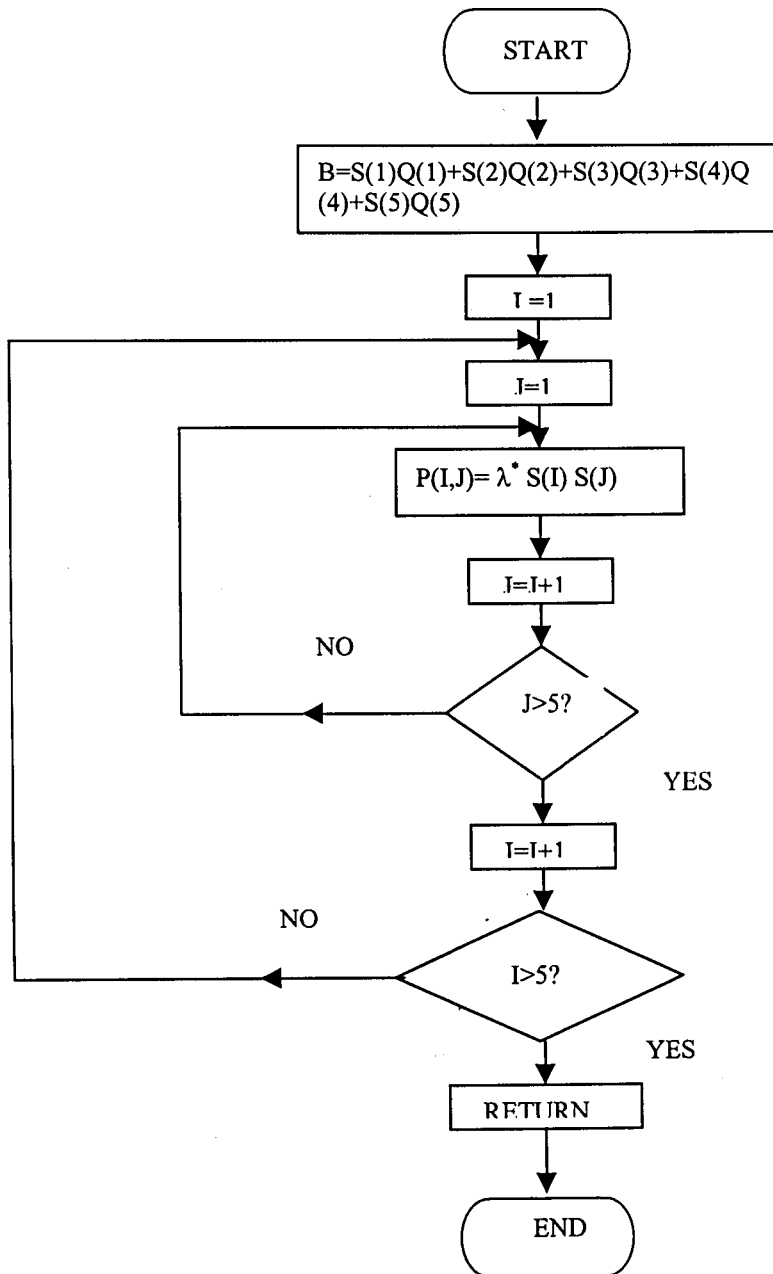 START
B=S(1)Q(1)+S(2)Q(2)+S(3)Q(3)+S(4)Q
(4)+S(5)Q(5)
I =1
J=1
P(I,J)= λ* S(I) S(J)
J=J+1
NO
J>5?
YES
I=I+1
NO
I>5?
YES
RETURN
END